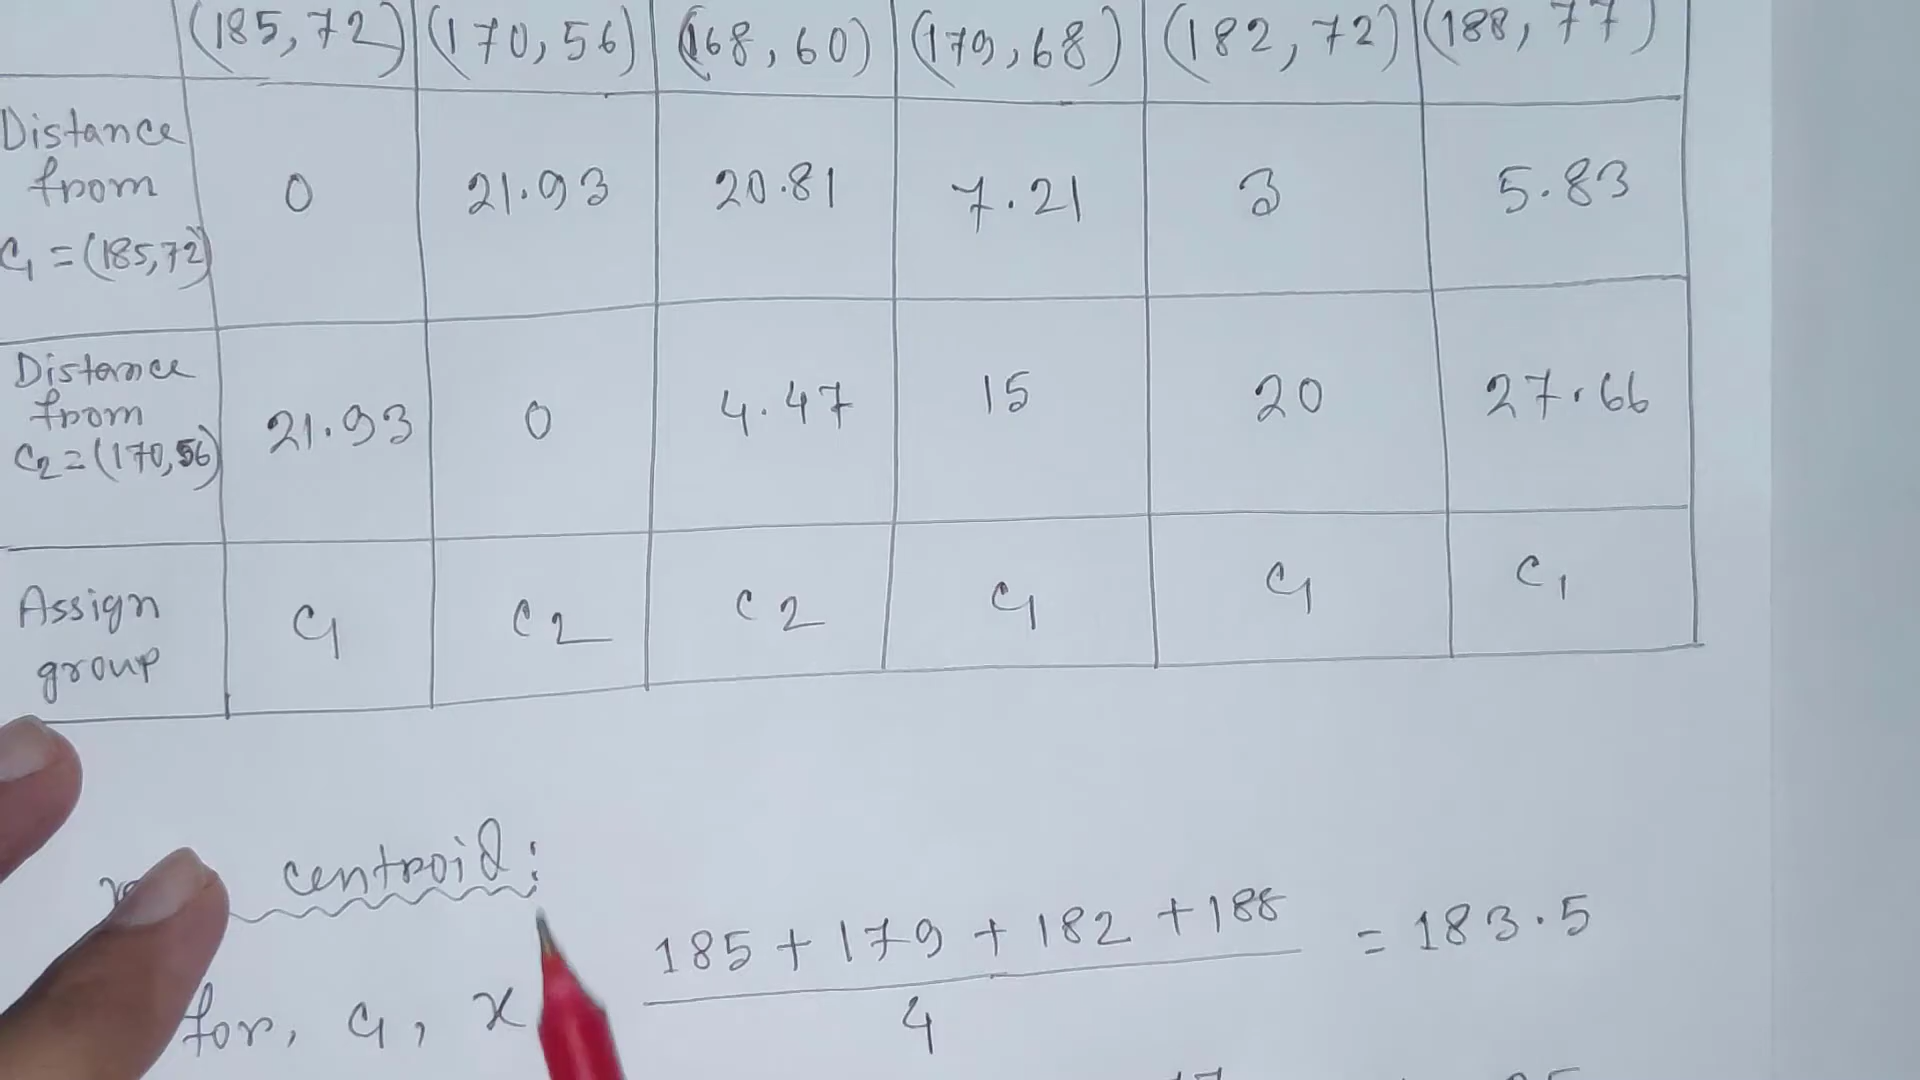 (185,72) (170,56) (168,60) (179,68) (182,72) (188,77)
Distance from C1 = (185,72) 0 21.93 20.81 7.21 3 5.83
Distance from C2 = (170,56) 21.93 0 4.47 15 20 27.66
Assign group C1 C2 C2 C1 C1 C1
centroid:
for, C1, x 185 + 179 + 182 + 188 = 183.5
4